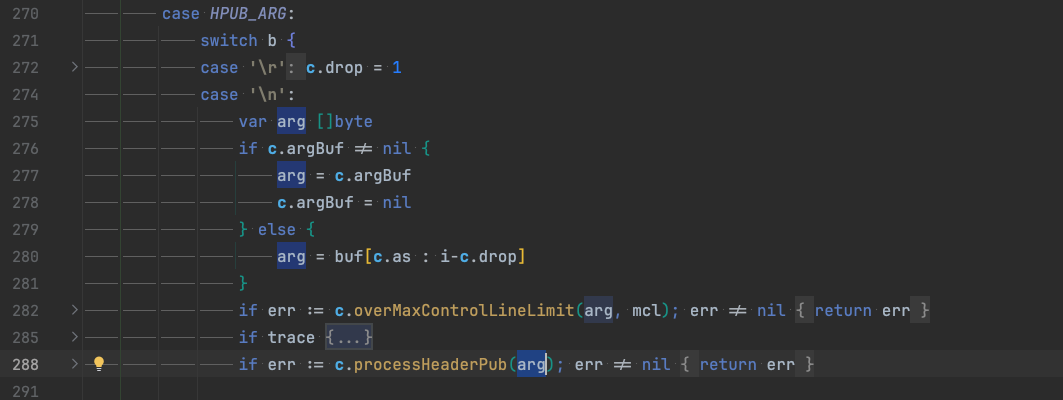 270 case HPUB_ARG:
271 switch b {
272 case '\r': c.drop = 1
274 case '\n':
275 var arg []byte
276 if c.argBuf ≠ nil {
277 arg = c.argBuf
278 c.argBuf = nil
279 } else {
280 arg = buf[c.as : i-c.drop]
281 }
282 if err := c.overMaxControlLineLimit(arg, mcl); err ≠ nil { return err }
285 if trace {...}
288 if err := c.processHeaderPub(arg); err ≠ nil { return err }
291